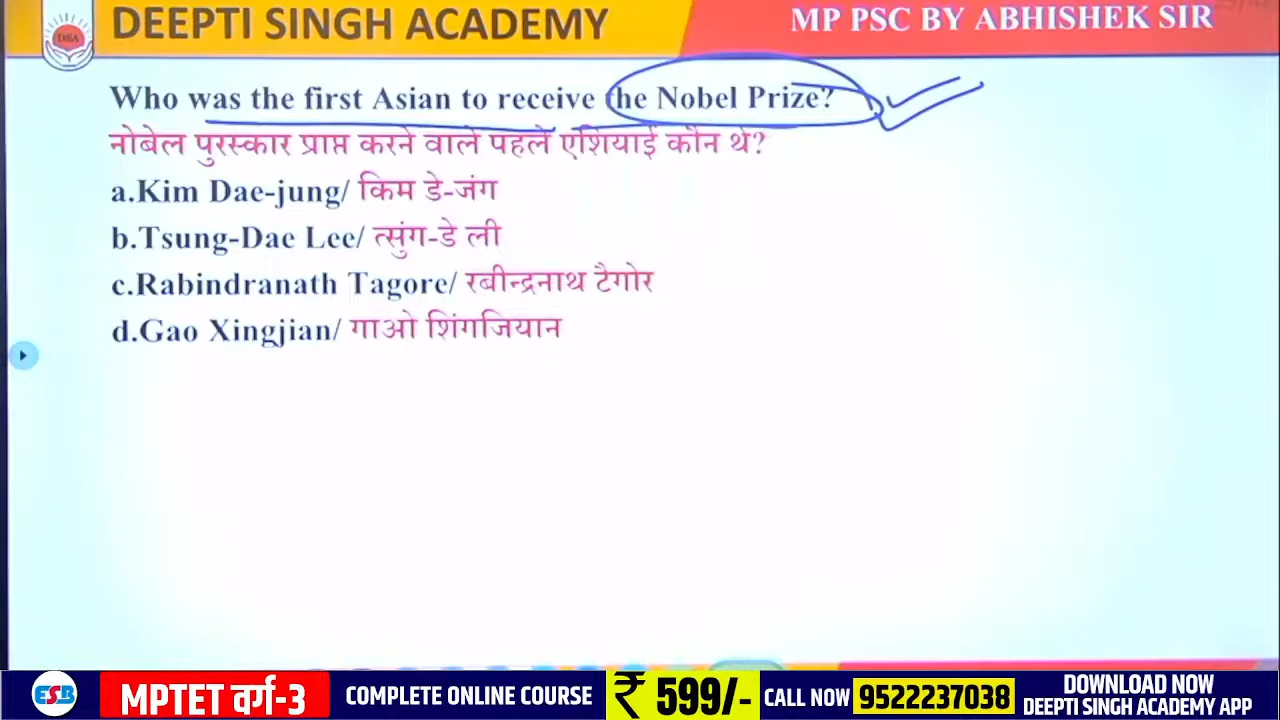 DEEPTI SINGH ACADEMY
MP PSC BY ABHISHEK SIR
DSA
Who was the first Asian to receive the Nobel Prize?
नोबेल पुरस्कार प्राप्त करने वाले पहले एशियाई कौन थे?
a.Kim Dae-jung/ किम डे-जंग
b.Tsung-Dae Lee/ त्सुंग-डे ली
c.Rabindranath Tagore/ रबीन्द्रनाथ टैगोर
d.Gao Xingjian/ गाओ शिंगजियान
ESB
MPTET वर्ग-3
COMPLETE ONLINE COURSE
₹ 599/-
CALL NOW 9522237038
DOWNLOAD NOW
DEEPTI SINGH ACADEMY APP